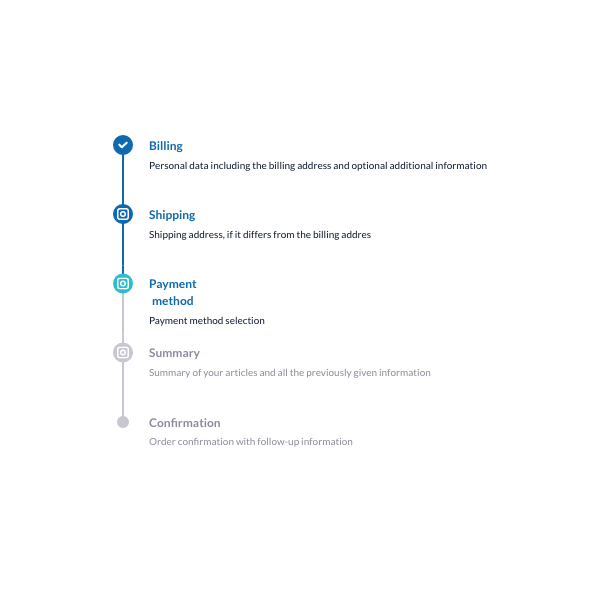 Billing
Personal data including the billing address and optional additional information
Shipping
Shipping address, if it differs from the billing addres
Payment
method
Payment method selection
Summary
Summary of your articles and all the previously given information
Confirmation
Order confirmation with follow-up information